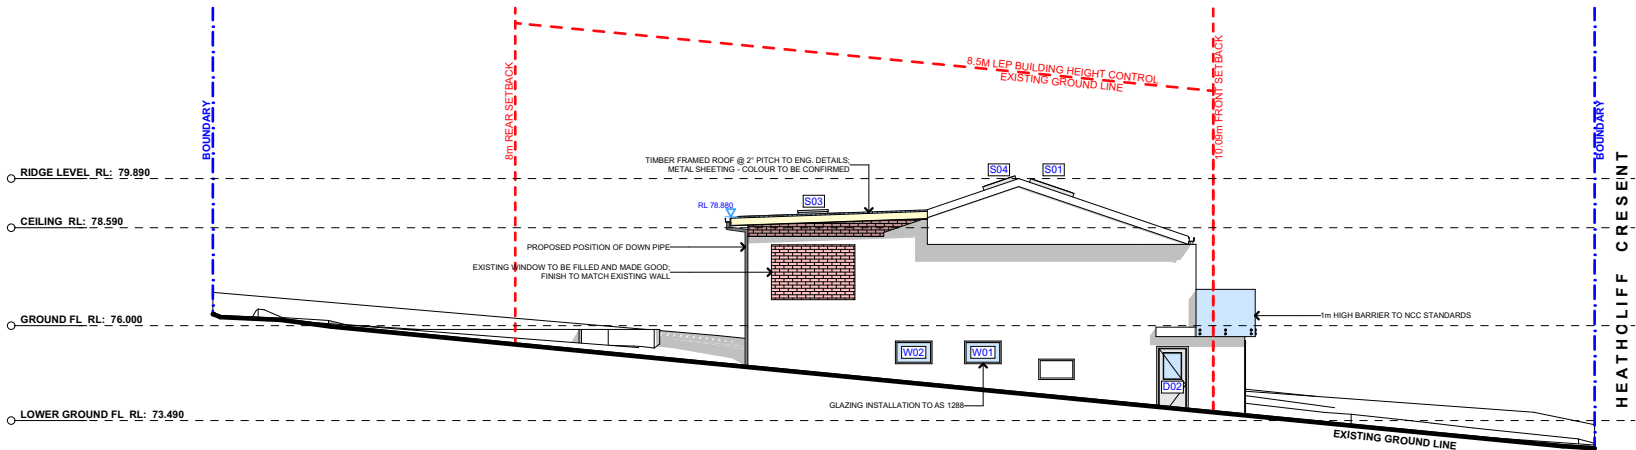 8.5M LEP BUILDING HEIGHT CONTROL
EXISTING GROUND LINE
BOUNDARY
8m REAR SETBACK
10.09m FRONT SETBACK
BOUNDARY
HEATHCLIFF CRESENT
RIDGE LEVEL RL: 79.890
TIMBER FRAMED ROOF @ 2° PITCH TO ENG. DETAILS;
METAL SHEETING - COLOUR TO BE CONFIRMED
S04
S01
S03
RL 78.880
CEILING RL: 78.590
PROPOSED POSITION OF DOWN PIPE
EXISTING WINDOW TO BE FILLED AND MADE GOOD;
FINISH TO MATCH EXISTING WALL
GROUND FL RL: 76.000
1m HIGH BARRIER TO NCC STANDARDS
W02
W01
D02
GLAZING INSTALLATION TO AS 1288
LOWER GROUND FL RL: 73.490
EXISTING GROUND LINE